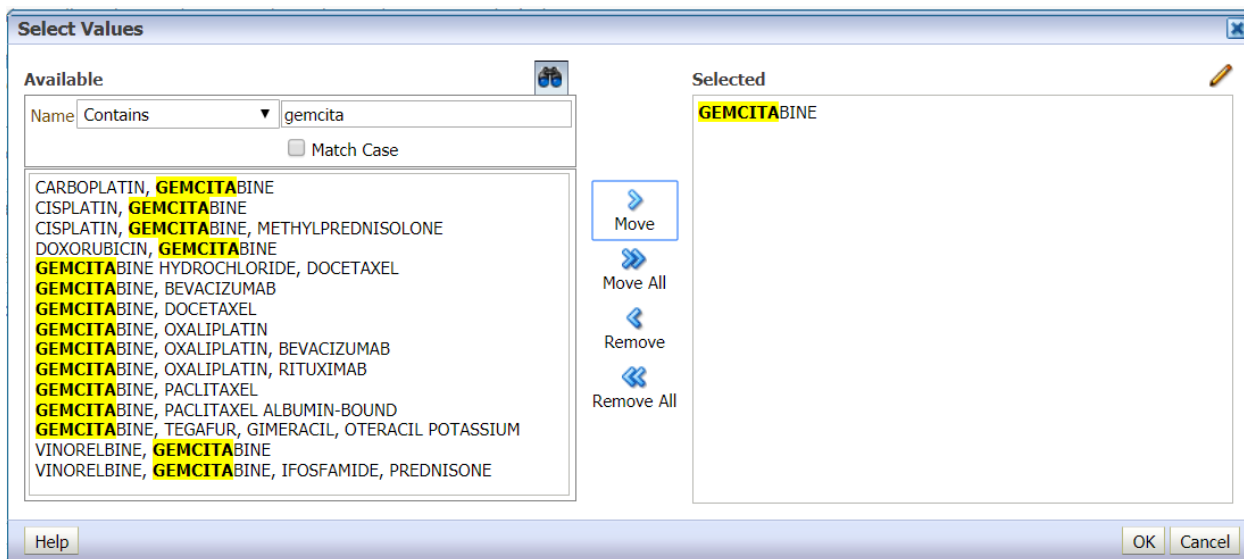 Select Values
Available
Name Contains gemcita
Match Case
CARBOPLATIN, GEMCITABINE
CISPLATIN, GEMCITABINE
CISPLATIN, GEMCITABINE, METHYLPREDNISOLONE
DOXORUBICIN, GEMCITABINE
GEMCITABINE HYDROCHLORIDE, DOCETAXEL
GEMCITABINE, BEVACIZUMAB
GEMCITABINE, DOCETAXEL
GEMCITABINE, OXALIPLATIN
GEMCITABINE, OXALIPLATIN, BEVACIZUMAB
GEMCITABINE, OXALIPLATIN, RITUXIMAB
GEMCITABINE, PACLITAXEL
GEMCITABINE, PACLITAXEL ALBUMIN-BOUND
GEMCITABINE, TEGAFUR, GIMERACIL, OTERACIL POTASSIUM
VINORELBINE, GEMCITABINE
VINORELBINE, GEMCITABINE, IFOSFAMIDE, PREDNISONE
Move
Move All
Remove
Remove All
Selected
GEMCITABINE
Help
OK Cancel